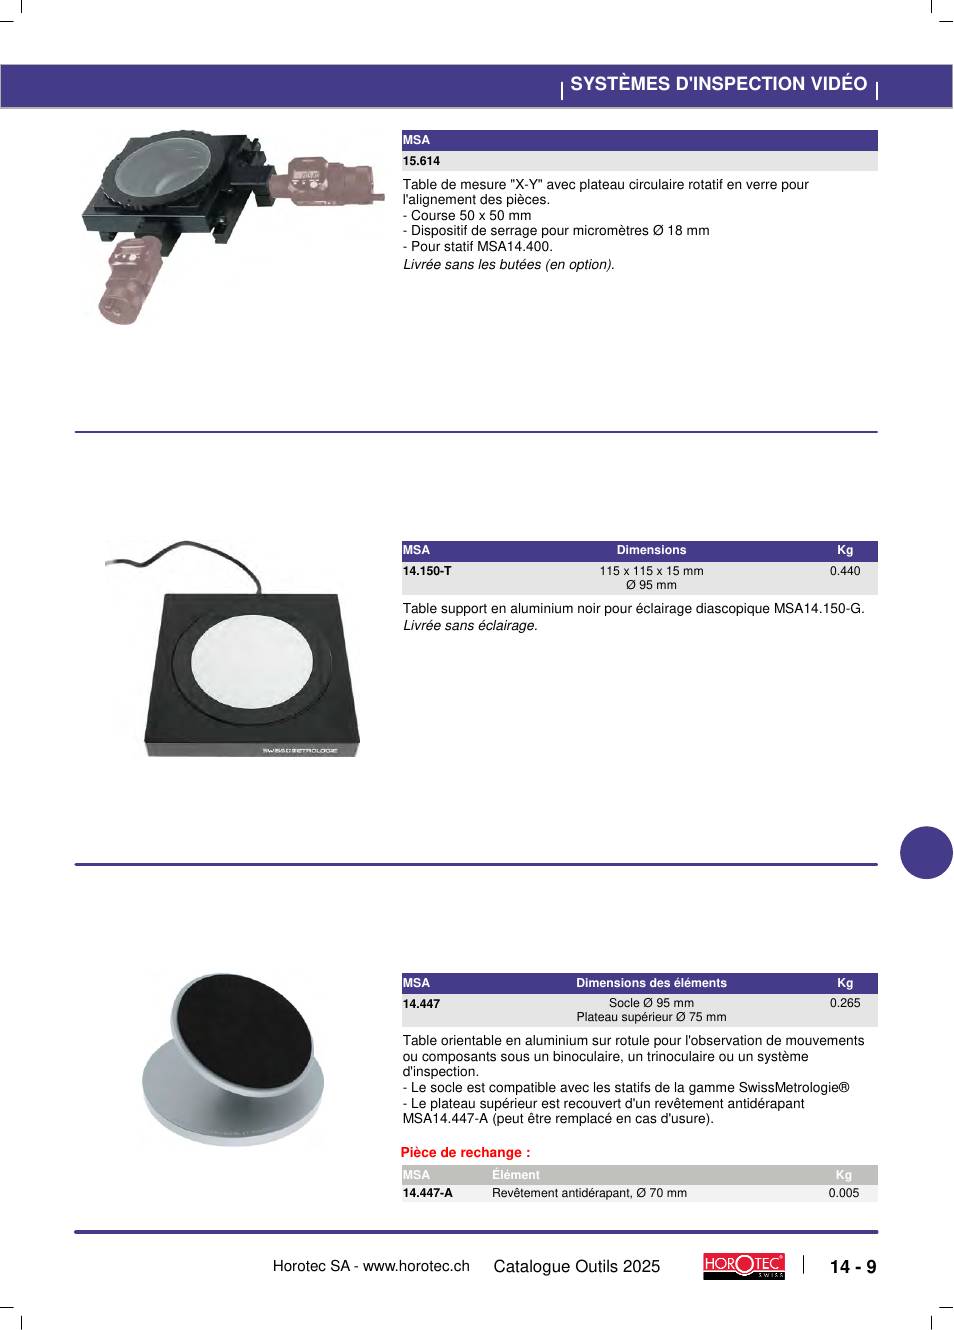 SYSTÈMES D'INSPECTION VIDÉO
MSA
15.614
Table de mesure "X-Y" avec plateau circulaire rotatif en verre pour
l'alignement des pièces.
- Course 50 x 50 mm
- Dispositif de serrage pour micromètres Ø 18 mm
- Pour statif MSA14.400.
Livrée sans les butées (en option).
MSA Dimensions Kg
14.150-T 115 x 115 x 15 mm 0.440
Ø 95 mm
Table support en aluminium noir pour éclairage diascopique MSA14.150-G.
Livrée sans éclairage.
SWISSMETROLOGIE
MSA Dimensions des éléments Kg
14.447 Socle Ø 95 mm 0.265
Plateau supérieur Ø 75 mm
Table orientable en aluminium sur rotule pour l'observation de mouvements
ou composants sous un binoculaire, un trinoculaire ou un système
d'inspection.
- Le socle est compatible avec les statifs de la gamme SwissMetrologie®
- Le plateau supérieur est recouvert d'un revêtement antidérapant
MSA14.447-A (peut être remplacé en cas d'usure).
Pièce de rechange :
MSA Élément Kg
14.447-A Revêtement antidérapant, Ø 70 mm 0.005
Horotec SA - www.horotec.ch Catalogue Outils 2025 HOROTEC 14 - 9
SWISS